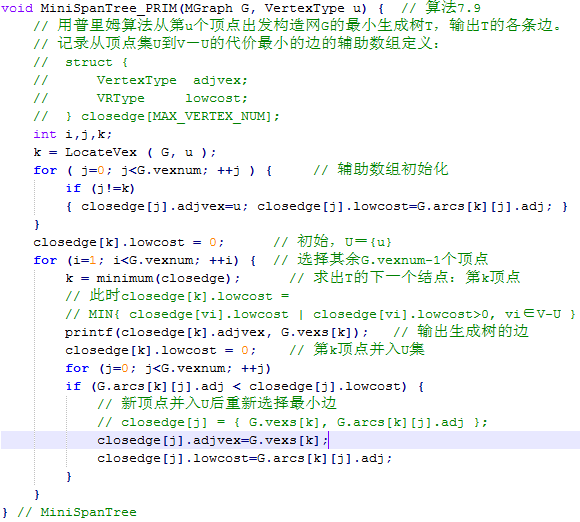 void MiniSpanTree_PRIM(MGraph G, VertexType u) {  // 算法7.9
    // 用普里姆算法从第u个顶点出发构造网G的最小生成树T，输出T的各条边。
    // 记录从顶点集U到V－U的代价最小的边的辅助数组定义：
    //  struct {
    //      VertexType  adjvex;
    //      VRType     lowcost;
    //  } closedge[MAX_VERTEX_NUM];
    int i,j,k;
    k = LocateVex ( G, u );
    for ( j=0; j<G.vexnum; ++j ) {     // 辅助数组初始化
        if (j!=k)
        { closedge[j].adjvex=u; closedge[j].lowcost=G.arcs[k][j].adj; }
    }
    closedge[k].lowcost = 0;      // 初始，U＝{u}
    for (i=1; i<G.vexnum; ++i) {  // 选择其余G.vexnum-1个顶点
        k = minimum(closedge);      // 求出T的下一个结点：第k顶点
        // 此时closedge[k].lowcost =
        // MIN{ closedge[vi].lowcost | closedge[vi].lowcost>0, vi∈V-U }
        printf(closedge[k].adjvex, G.vexs[k]);   // 输出生成树的边
        closedge[k].lowcost = 0;    // 第k顶点并入U集
        for (j=0; j<G.vexnum; ++j)
        if (G.arcs[k][j].adj < closedge[j].lowcost) {
            // 新顶点并入U后重新选择最小边
            // closedge[j] = { G.vexs[k], G.arcs[k][j].adj };
            closedge[j].adjvex=G.vexs[k];
            closedge[j].lowcost=G.arcs[k][j].adj;
        }
    }
} // MiniSpanTree